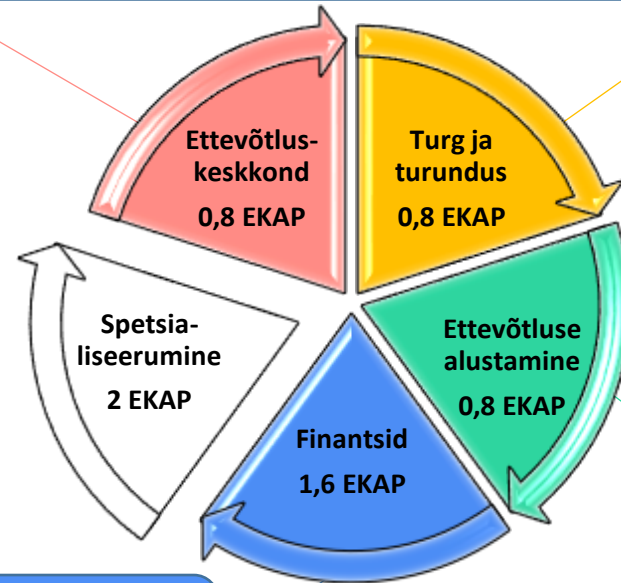 Ettevõtlus-
keskkond
0,8 EKAP
Turg ja
turundus
0,8 EKAP
Ettevõtluse
alustamine
0,8 EKAP
Finantsid
1,6 EKAP
Spetsia-
liseerumine
2 EKAP